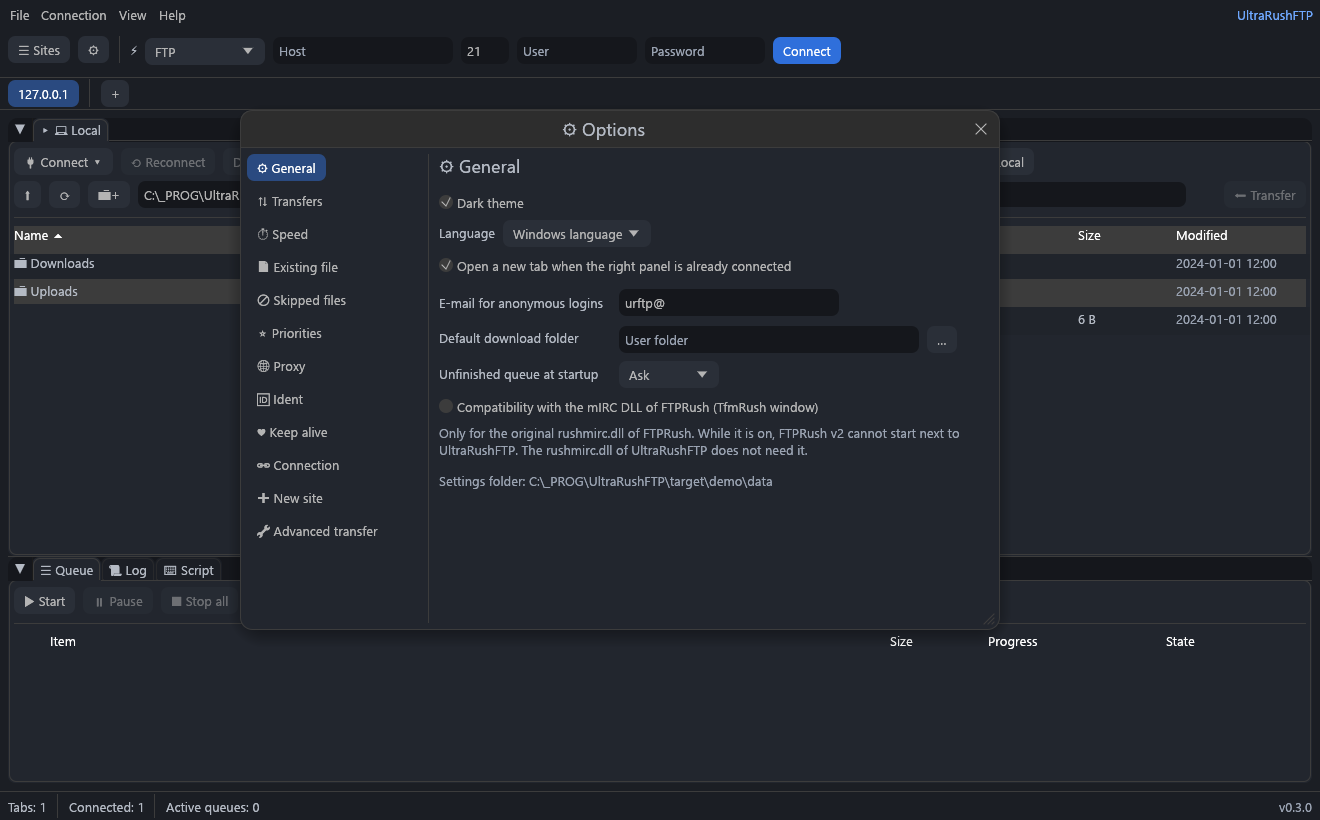 File Connection View Help UltraRushFTP
Sites FTP Host 21 User Password Connect
127.0.0.1 +
Local
Connect Reconnect D
C:\_PROG\UltraR Transfer
Name Size Modified
Downloads 2024-01-01 12:00
Uploads 2024-01-01 12:00
6 B 2024-01-01 12:00
Options
General
Transfers
Speed
Existing file
Skipped files
Priorities
Proxy
Ident
Keep alive
Connection
New site
Advanced transfer
General
Dark theme
Language Windows language
Open a new tab when the right panel is already connected
E-mail for anonymous logins urftp@
Default download folder User folder ...
Unfinished queue at startup Ask
Compatibility with the mIRC DLL of FTPRush (TfmRush window)
Only for the original rushmirc.dll of FTPRush. While it is on, FTPRush v2 cannot start next to
UltraRushFTP. The rushmirc.dll of UltraRushFTP does not need it.
Settings folder: C:\_PROG\UltraRushFTP\target\demo\data
Queue Log Script
Start Pause Stop all
Item Size Progress State
Tabs: 1 Connected: 1 Active queues: 0 v0.3.0